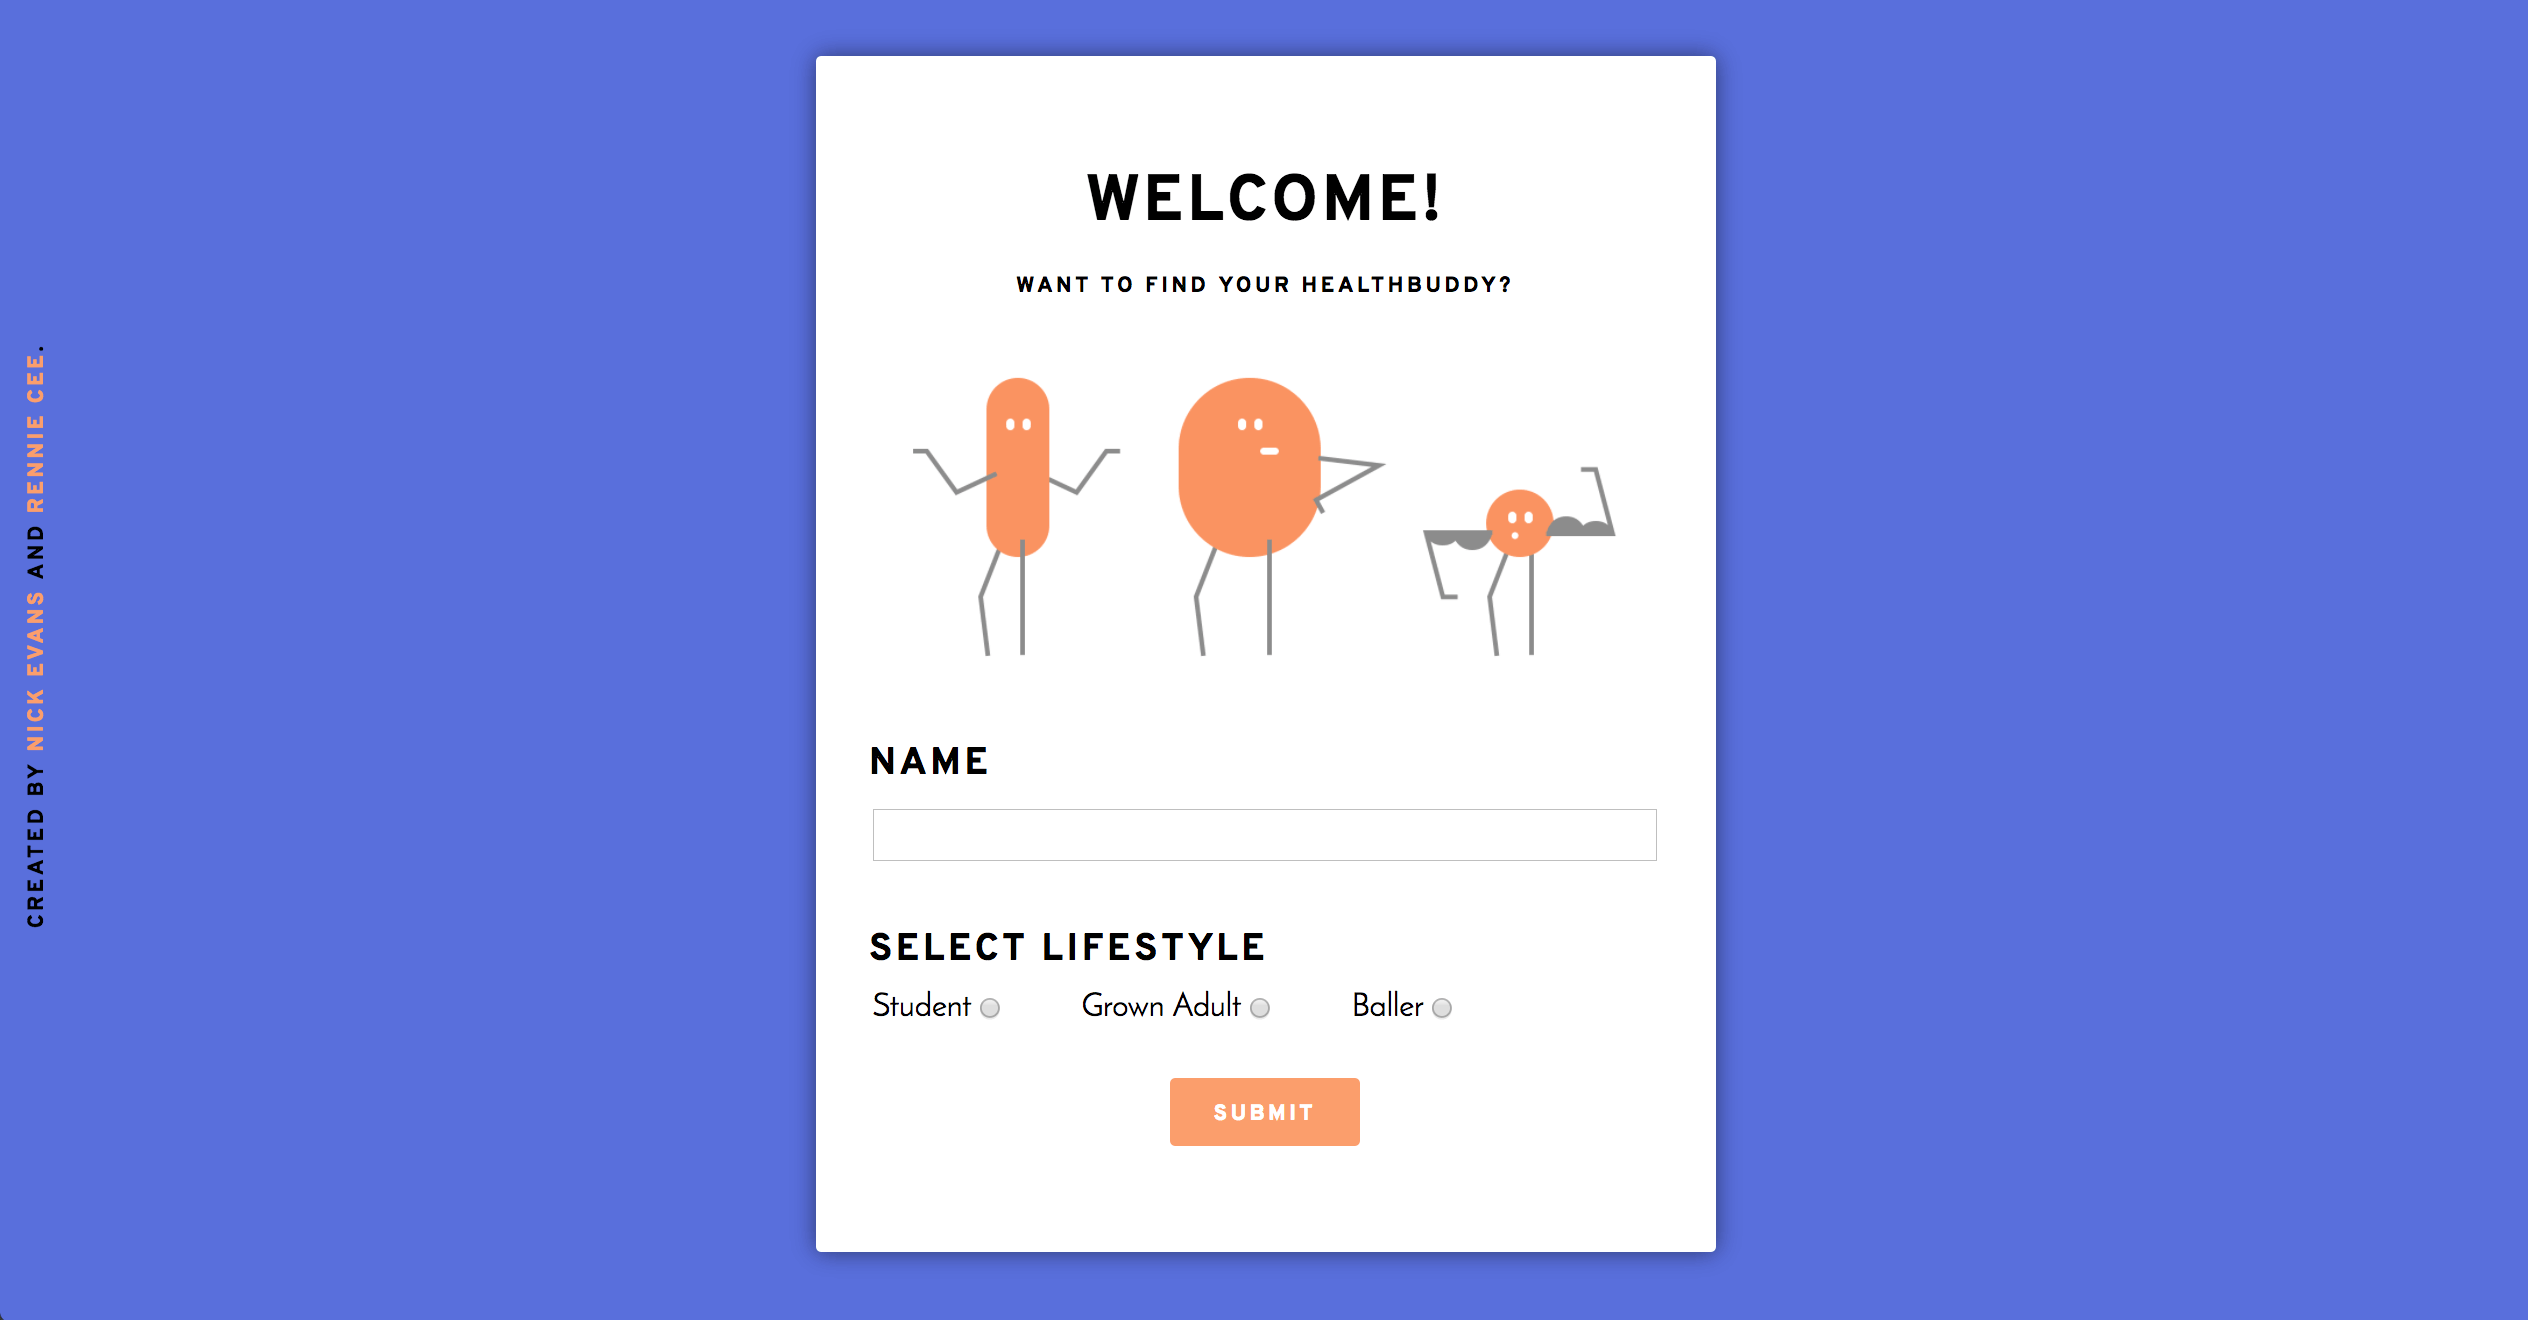 WELCOME!
WANT TO FIND YOUR HEALTHBUDDY?
NAME
SELECT LIFESTYLE
Student Grown Adult Baller
SUBMIT
CREATED BY NICK EVANS AND RENNIE CEE.